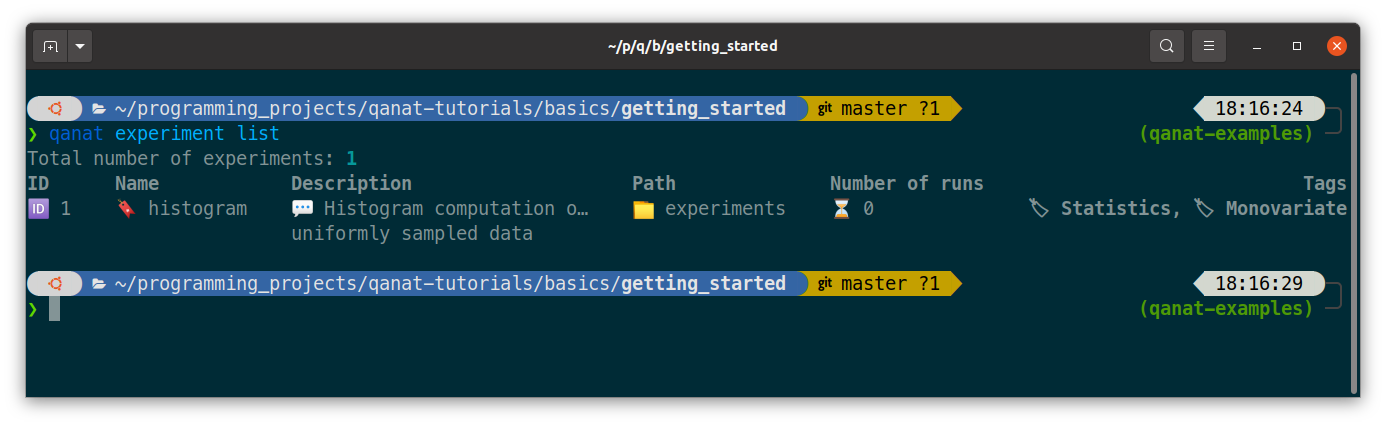 ~/p/q/b/getting_started
~/programming_projects/qanat-tutorials/basics/getting_started git master ?1 18:16:24
❯ qanat experiment list (qanat-examples)
Total number of experiments: 1
ID Name Description Path Number of runs Tags
🆔 1 🔖 histogram 💬 Histogram computation o… 📁 experiments ⏳ 0 🏷 Statistics, 🏷 Monovariate
uniformly sampled data
~/programming_projects/qanat-tutorials/basics/getting_started git master ?1 18:16:29
❯ (qanat-examples)